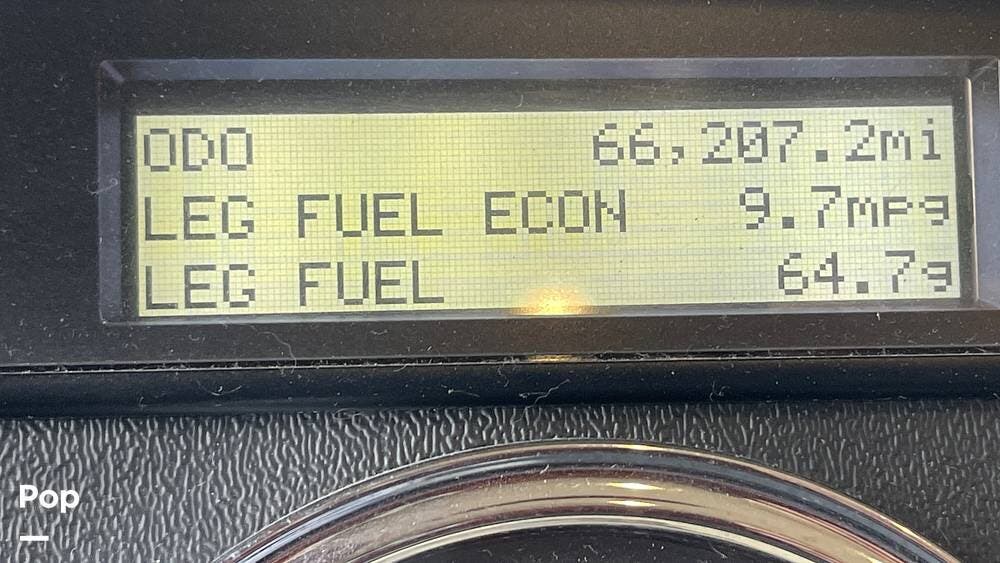 ODO 66,207.2mi
LEG FUEL ECON 9.7mpg
LEG FUEL 64.7g
Pop